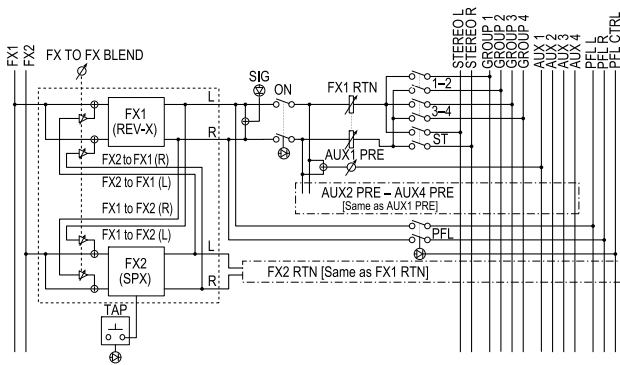 FX1
FX2
FX TO FX BLEND
STEREO L
STEREO R
GROUP 1
GROUP 2
GROUP 3
GROUP 4
AUX 1
AUX 2
AUX 3
AUX 4
PFL L
PFL R
PFL CTRL
SIG
ON
FX1 RTN
L
R
FX1
(REV-X)
1–2
3–4
ST
FX2 to FX1 (R)
FX2 to FX1 (L)
FX1 to FX2 (R)
FX1 to FX2 (L)
AUX1 PRE
AUX2 PRE – AUX4 PRE
[Same as AUX1 PRE]
PFL
FX2
(SPX)
L
R
FX2 RTN [Same as FX1 RTN]
TAP